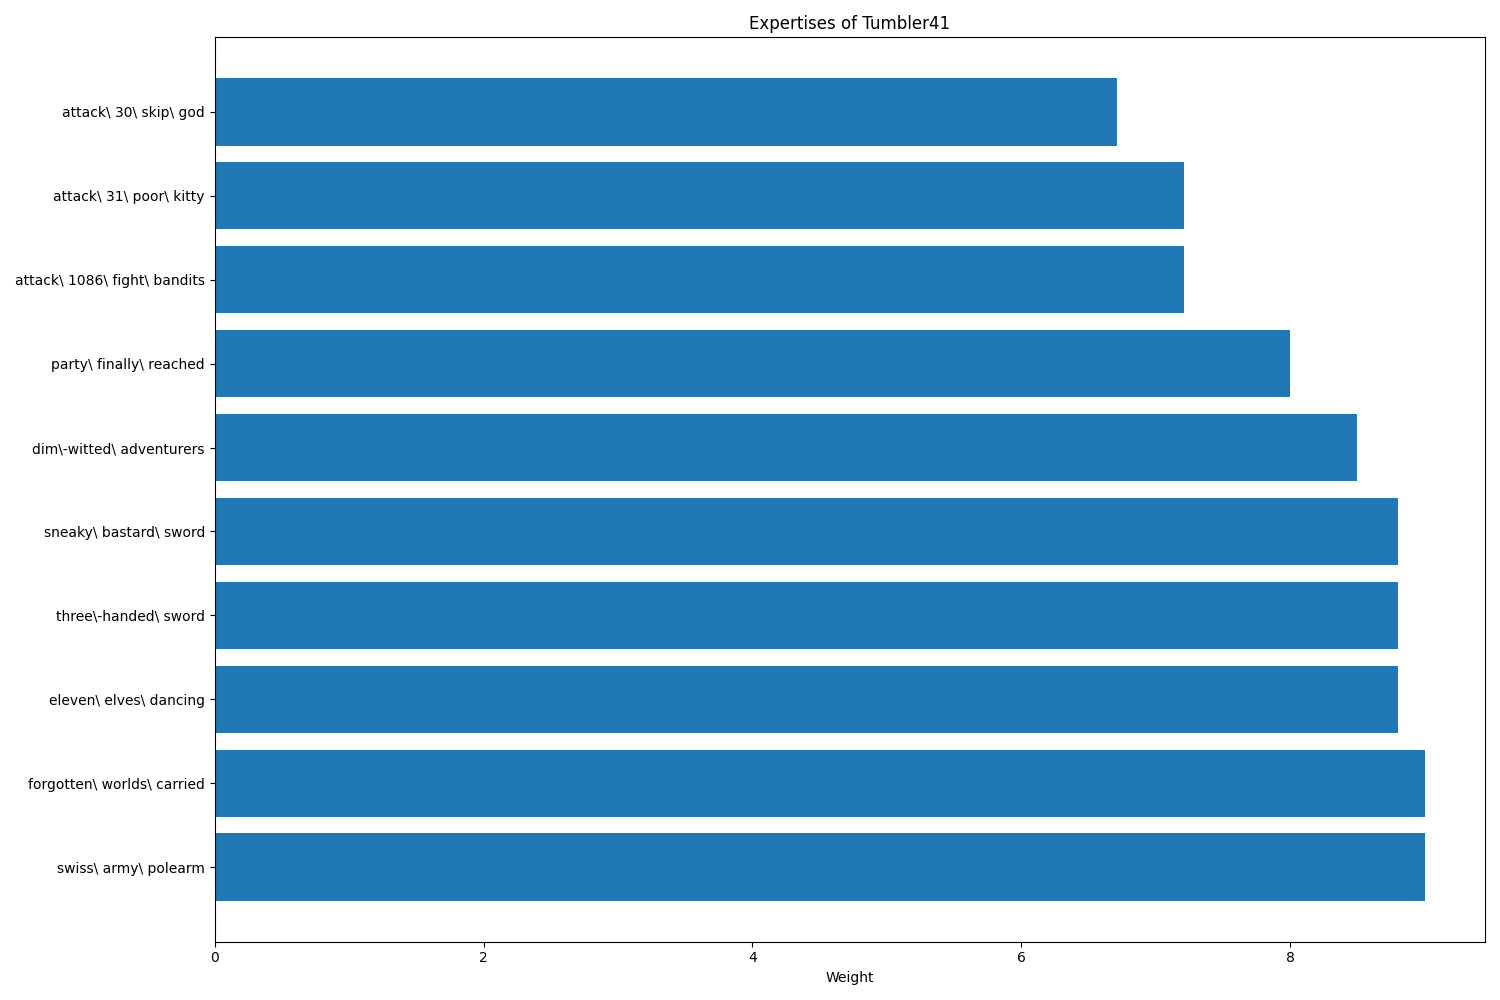 Expertises of Tumbler41
attack\ 30\ skip\ god
attack\ 31\ poor\ kitty
attack\ 1086\ fight\ bandits
party\ finally\ reached
dim\-witted\ adventurers
sneaky\ bastard\ sword
three\-handed\ sword
eleven\ elves\ dancing
forgotten\ worlds\ carried
swiss\ army\ polearm
0 2 4 6 8
Weight